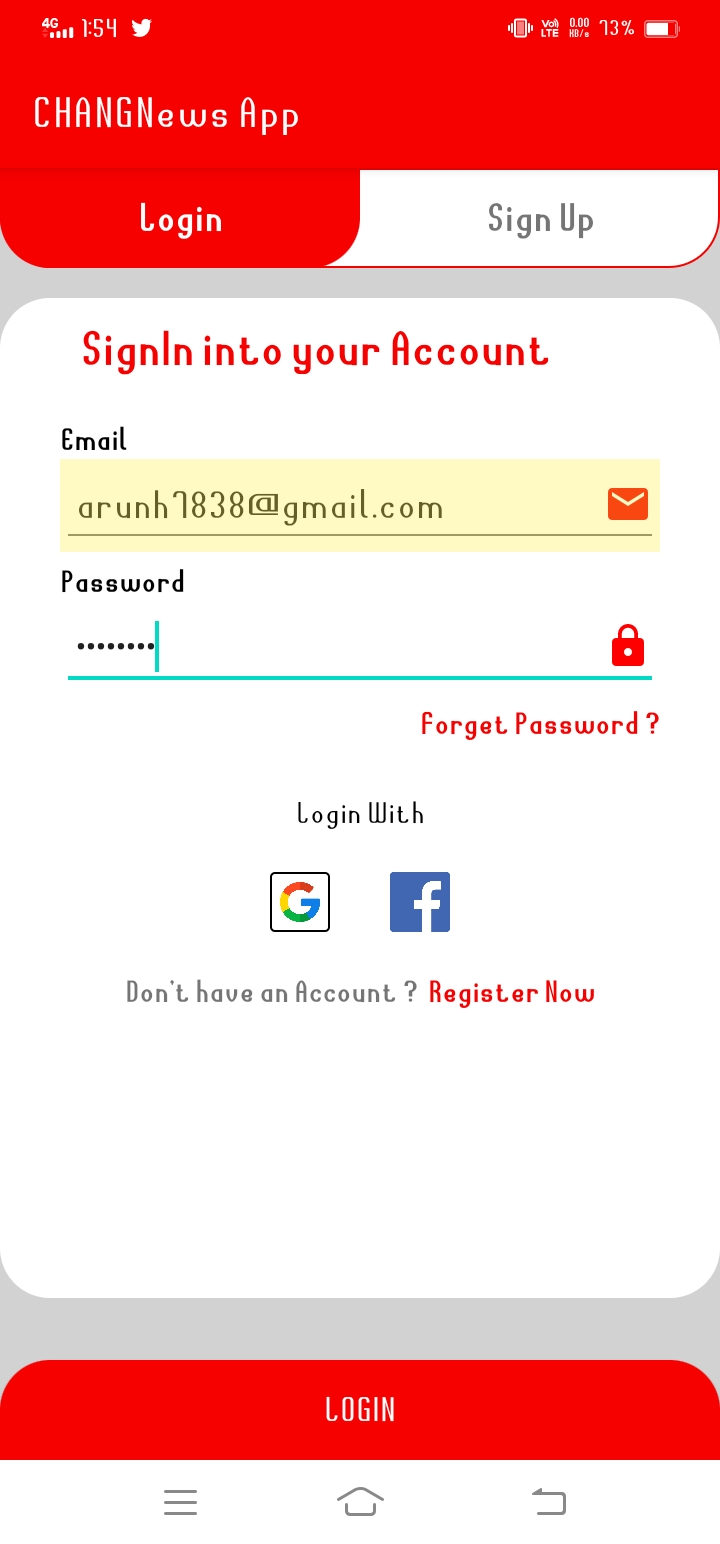 4G 1:54 Vo) LTE 0.00 KB/s 73%
CHANGNews App
Login Sign Up
SignIn into your Account
Email
arunh7838@gmail.com
Password
••••••••
Forget Password ?
Login With
G f
Don't have an Account ? Register Now
LOGIN